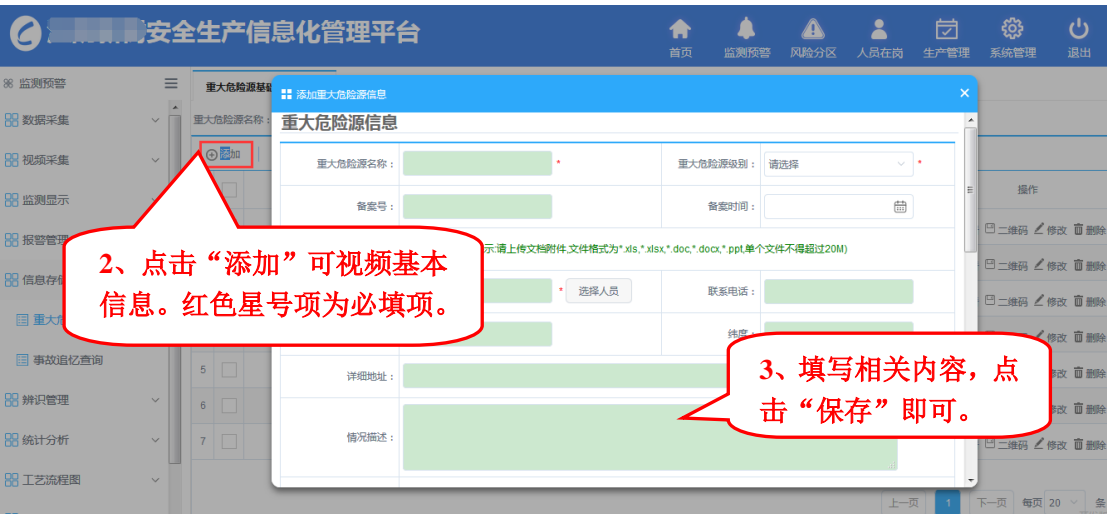 安全生产信息化管理平台
首页 监测预警 风险分区 人员在岗 生产管理 系统管理 退出
监测预警
数据采集
视频采集
监测显示
报警管理
信息存储
重大危
事故追忆查询
辨识管理
统计分析
工艺流程图
重大危险源基础
重大危险源名称：
添加
添加重大危险源信息
重大危险源信息
重大危险源名称： * 重大危险源级别： 请选择 *
备案号： 备案时间：
示:请上传文档附件,文件格式为*.xls,*.xlsx,*.doc,*.docx,*.ppt,单个文件不得超过20M)
* 选择人员 联系电话：
纬度：
详细地址：
情况描述：
2、点击“添加”可视频基本
信息。红色星号项为必填项。
3、填写相关内容，点
击“保存”即可。
操作
二维码 修改 删除
二维码 修改 删除
二维码 修改 删除
修改 删除
5 修改 删除
6 修改 删除
7 二维码 修改 删除
上一页 1 下一页 每页 20 条